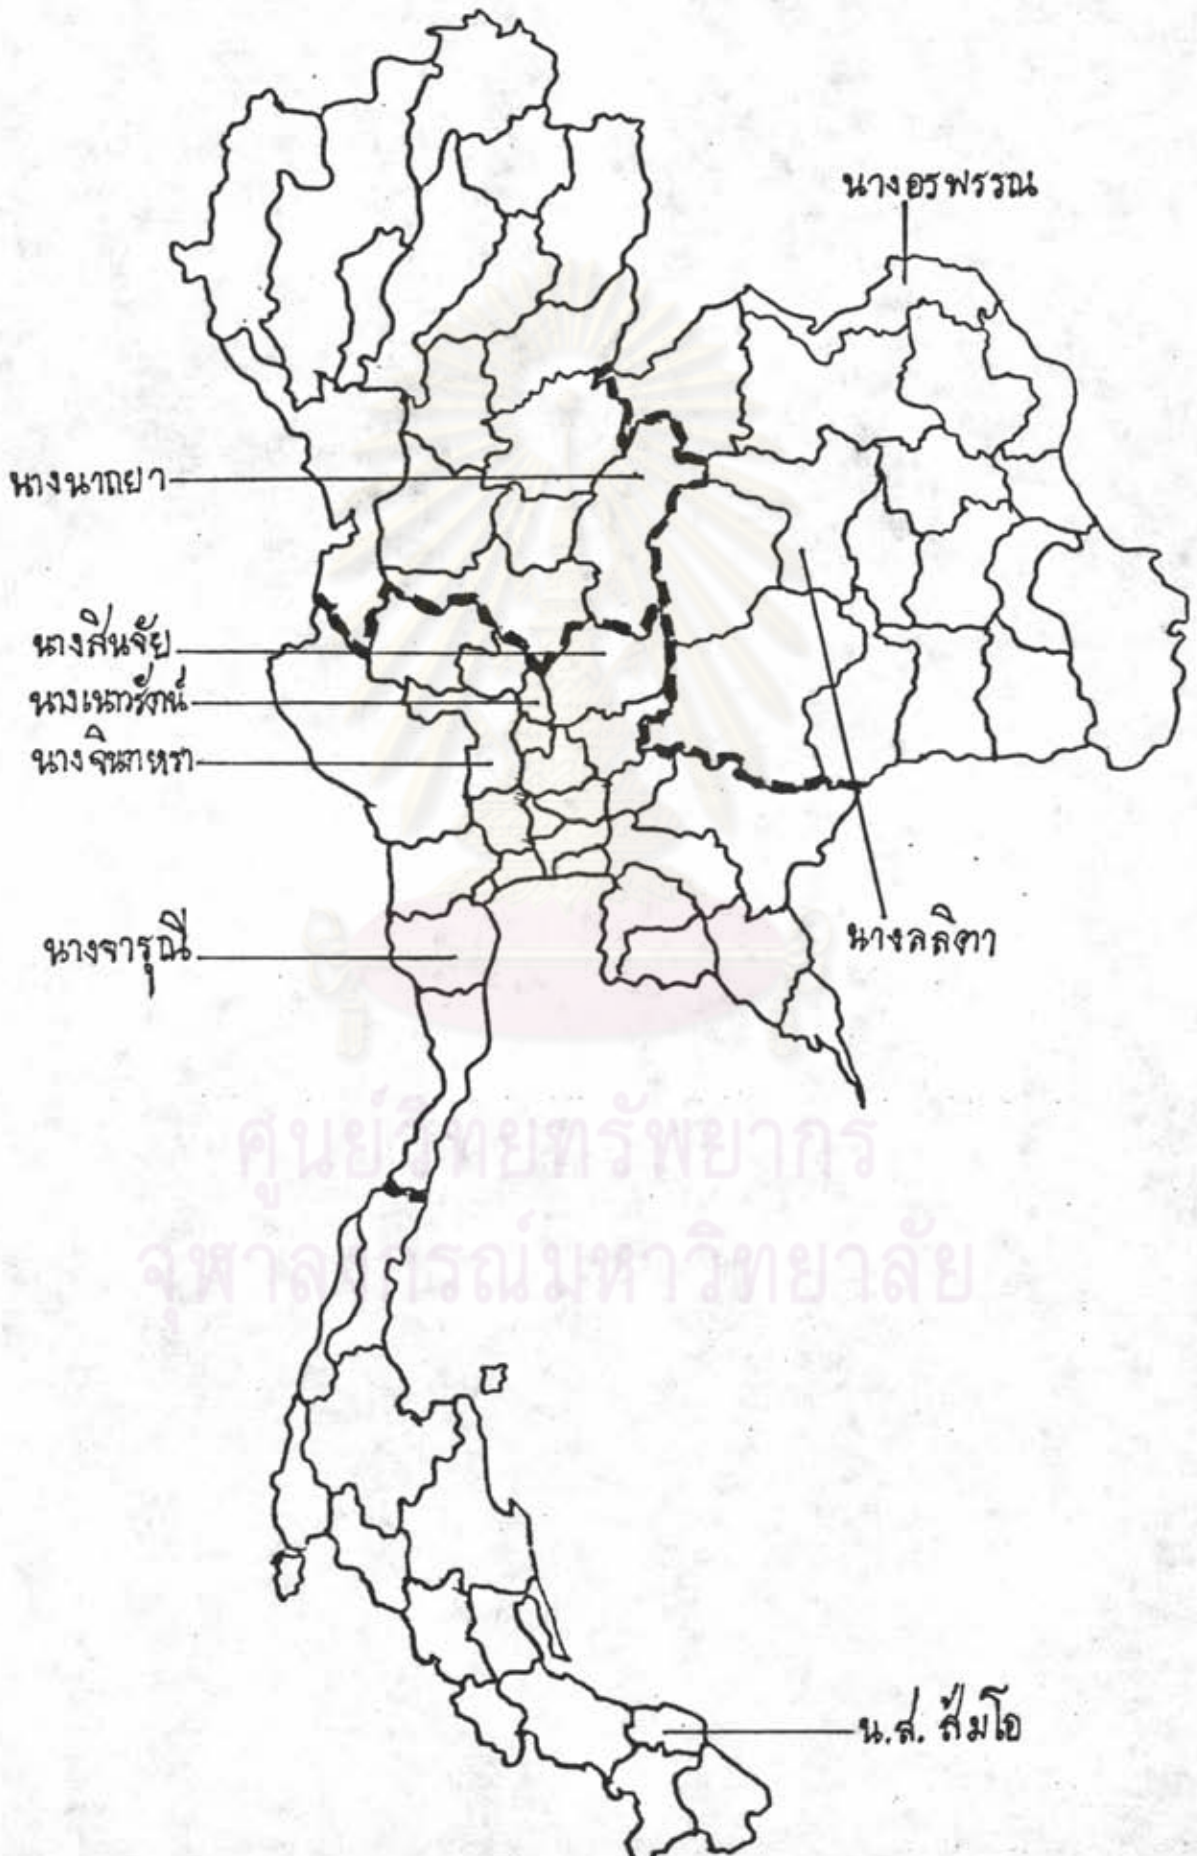 นางอรพรรณ
นางนาถยา
นางสินจัย
นางเนาวรัตน์
นางจินตาหรา
นางจารุณี
นางลลิตา
ศูนย์วิทยทรัพยากร
จุฬาลงกรณ์มหาวิทยาลัย
น.ส. ส้มโอ